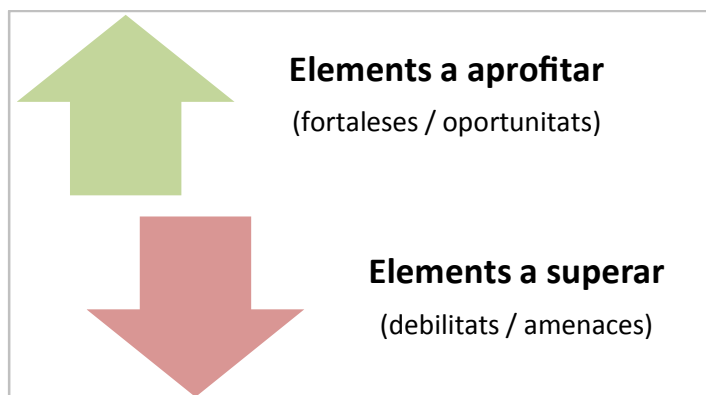 Elements a aprofitar
(fortaleses / oportunitats)
Elements a superar
(debilitats / amenaces)